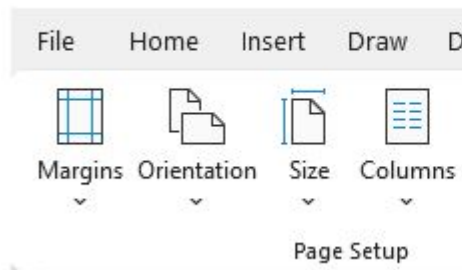 File Home Insert Draw D
Margins Orientation Size Columns
Page Setup